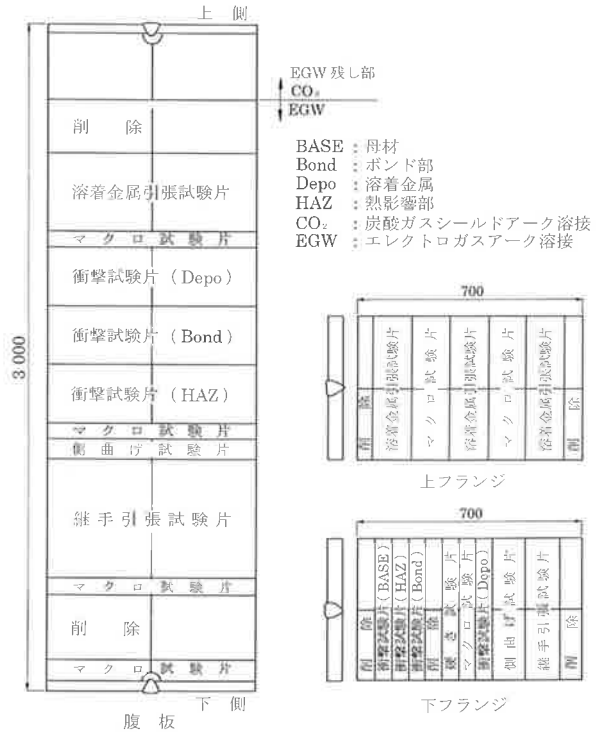 上側
EGW 残し部
CO₂
EGW
削除
溶着金属引張試験片
マクロ試験片
衝撃試験片(Depo)
衝撃試験片(Bond)
衝撃試験片(HAZ)
マクロ試験片
側曲げ試験片
継手引張試験片
マクロ試験片
削除
マクロ試験片
下側
腹板
3 000
BASE:母材
Bond:ボンド部
Depo:溶着金属
HAZ:熱影響部
CO₂:炭酸ガスシールドアーク溶接
EGW:エレクトロガスアーク溶接
700
削除
溶着金属引張試験片
マクロ試験片
溶着金属引張試験片
マクロ試験片
溶着金属引張試験片
削除
上フランジ
700
削除
衝撃試験片(BASE)
衝撃試験片(HAZ)
衝撃試験片(Bond)
削除
硬き試験片
マクロ試験片
衝撃試験片(Depo)
側曲げ試験片
継手引張試験片
削除
下フランジ